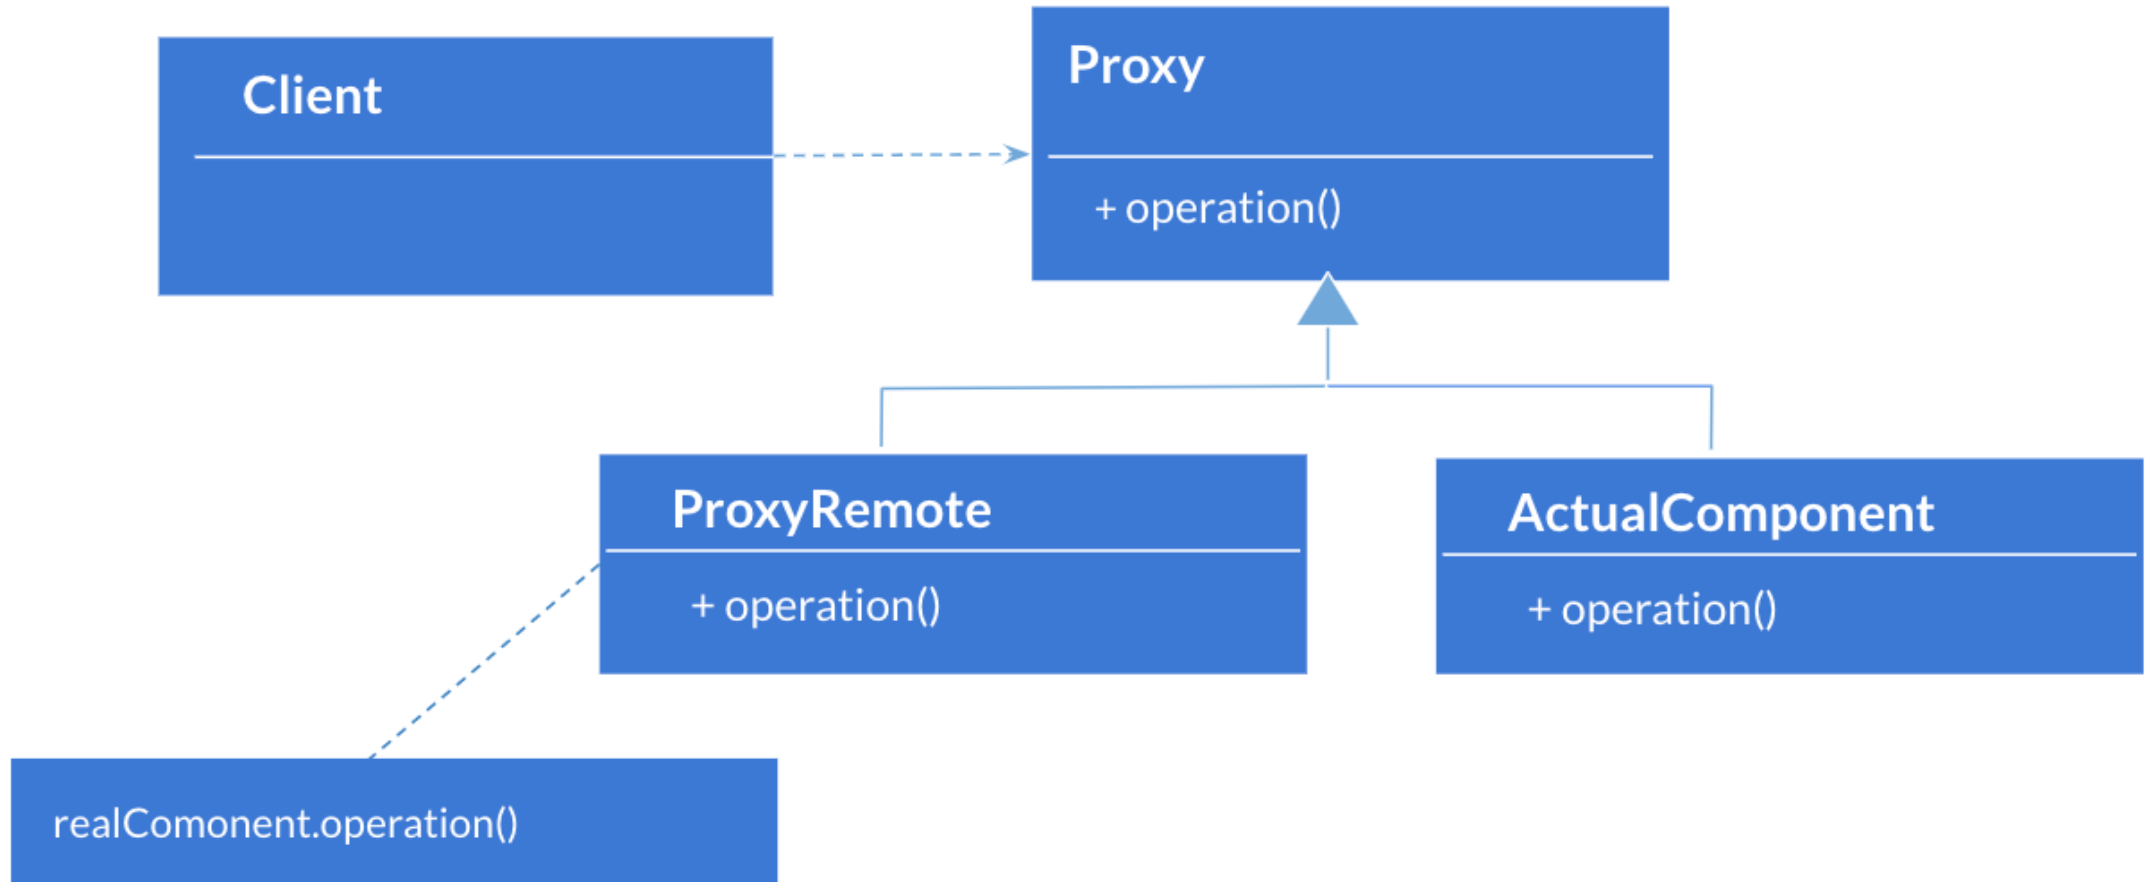 Client
Proxy
+ operation()
ProxyRemote
+ operation()
ActualComponent
+ operation()
realComonent.operation()